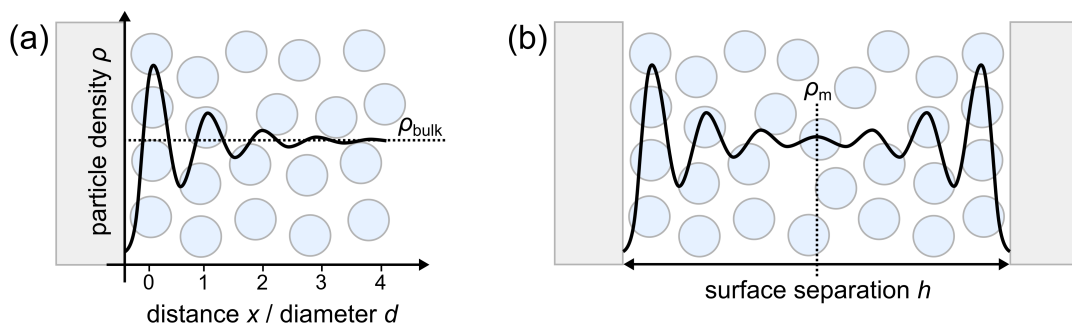 (a)
particle density ρ
ρbulk
0 1 2 3 4
distance x / diameter d
(b)
ρm
surface separation h